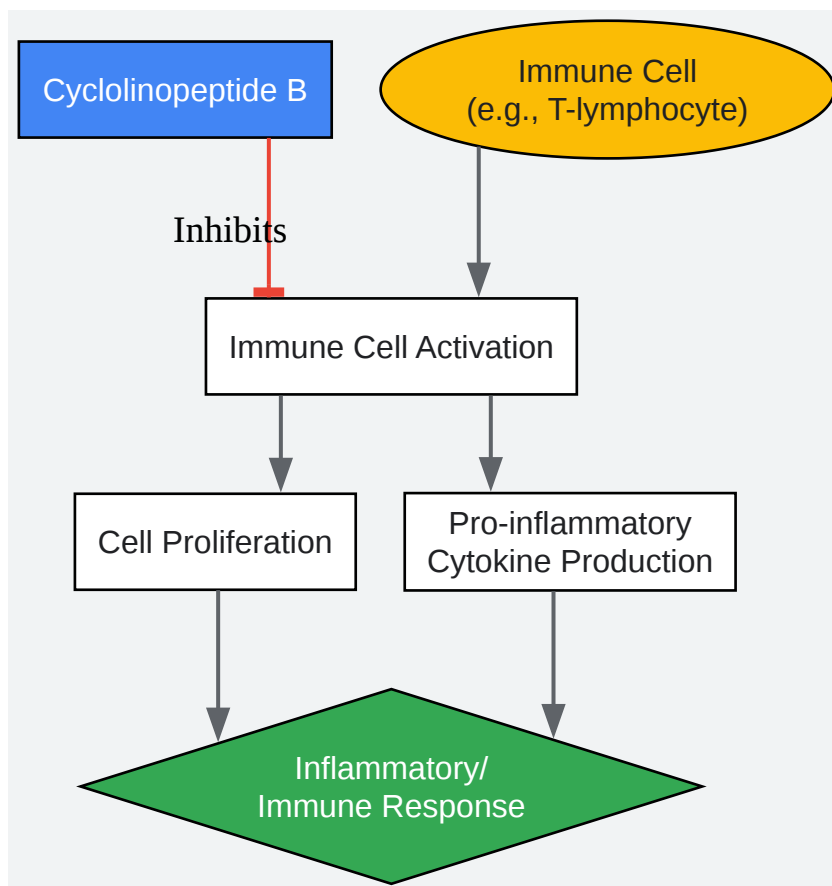 Cyclolinopeptide B
Immune Cell
(e.g., T-lymphocyte)
Inhibits
Immune Cell Activation
Cell Proliferation
Pro-inflammatory
Cytokine Production
Inflammatory/
Immune Response